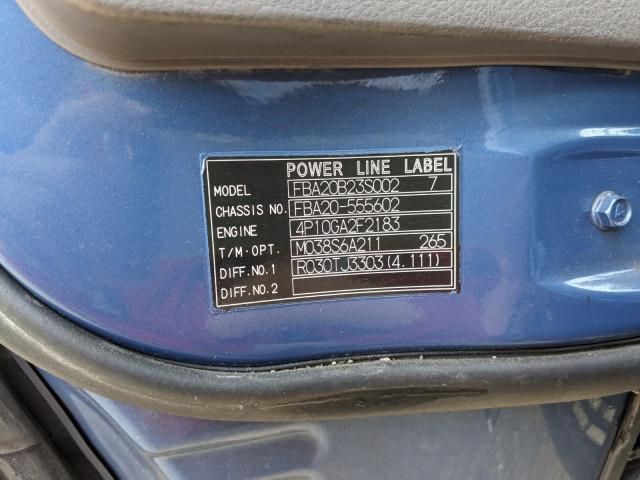 POWER LINE LABEL
MODEL FBA20B23S002 7
CHASSIS NO. FBA20-555602
ENGINE 4P10GA2F2183
T/M·OPT. M038S6A211 265
DIFF.NO.1 R030TJ3303(4.111)
DIFF.NO.2